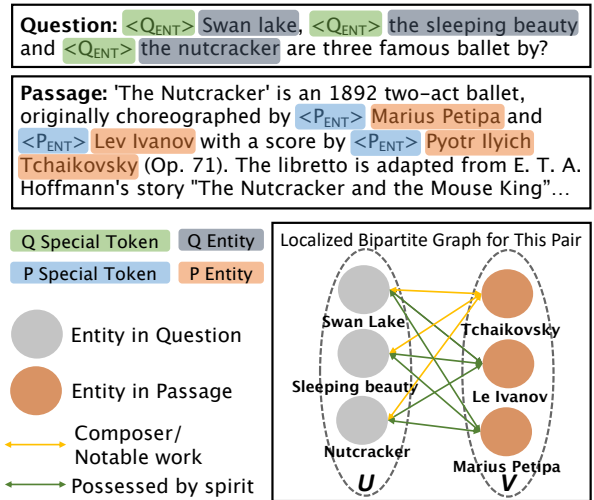 Question: <Q_ENT> Swan lake, <Q_ENT> the sleeping beauty
and <Q_ENT> the nutcracker are three famous ballet by?
Passage: 'The Nutcracker' is an 1892 two-act ballet,
originally choreographed by <P_ENT> Marius Petipa and
<P_ENT> Lev Ivanov with a score by <P_ENT> Pyotr Ilyich
Tchaikovsky (Op. 71). The libretto is adapted from E. T. A.
Hoffmann's story "The Nutcracker and the Mouse King”...
Q Special Token Q Entity
P Special Token P Entity
Entity in Question
Entity in Passage
Composer/
Notable work
Possessed by spirit
Localized Bipartite Graph for This Pair
Swan Lake
Tchaikovsky
Sleeping beauty
Le Ivanov
Nutcracker
Marius Petipa
U V